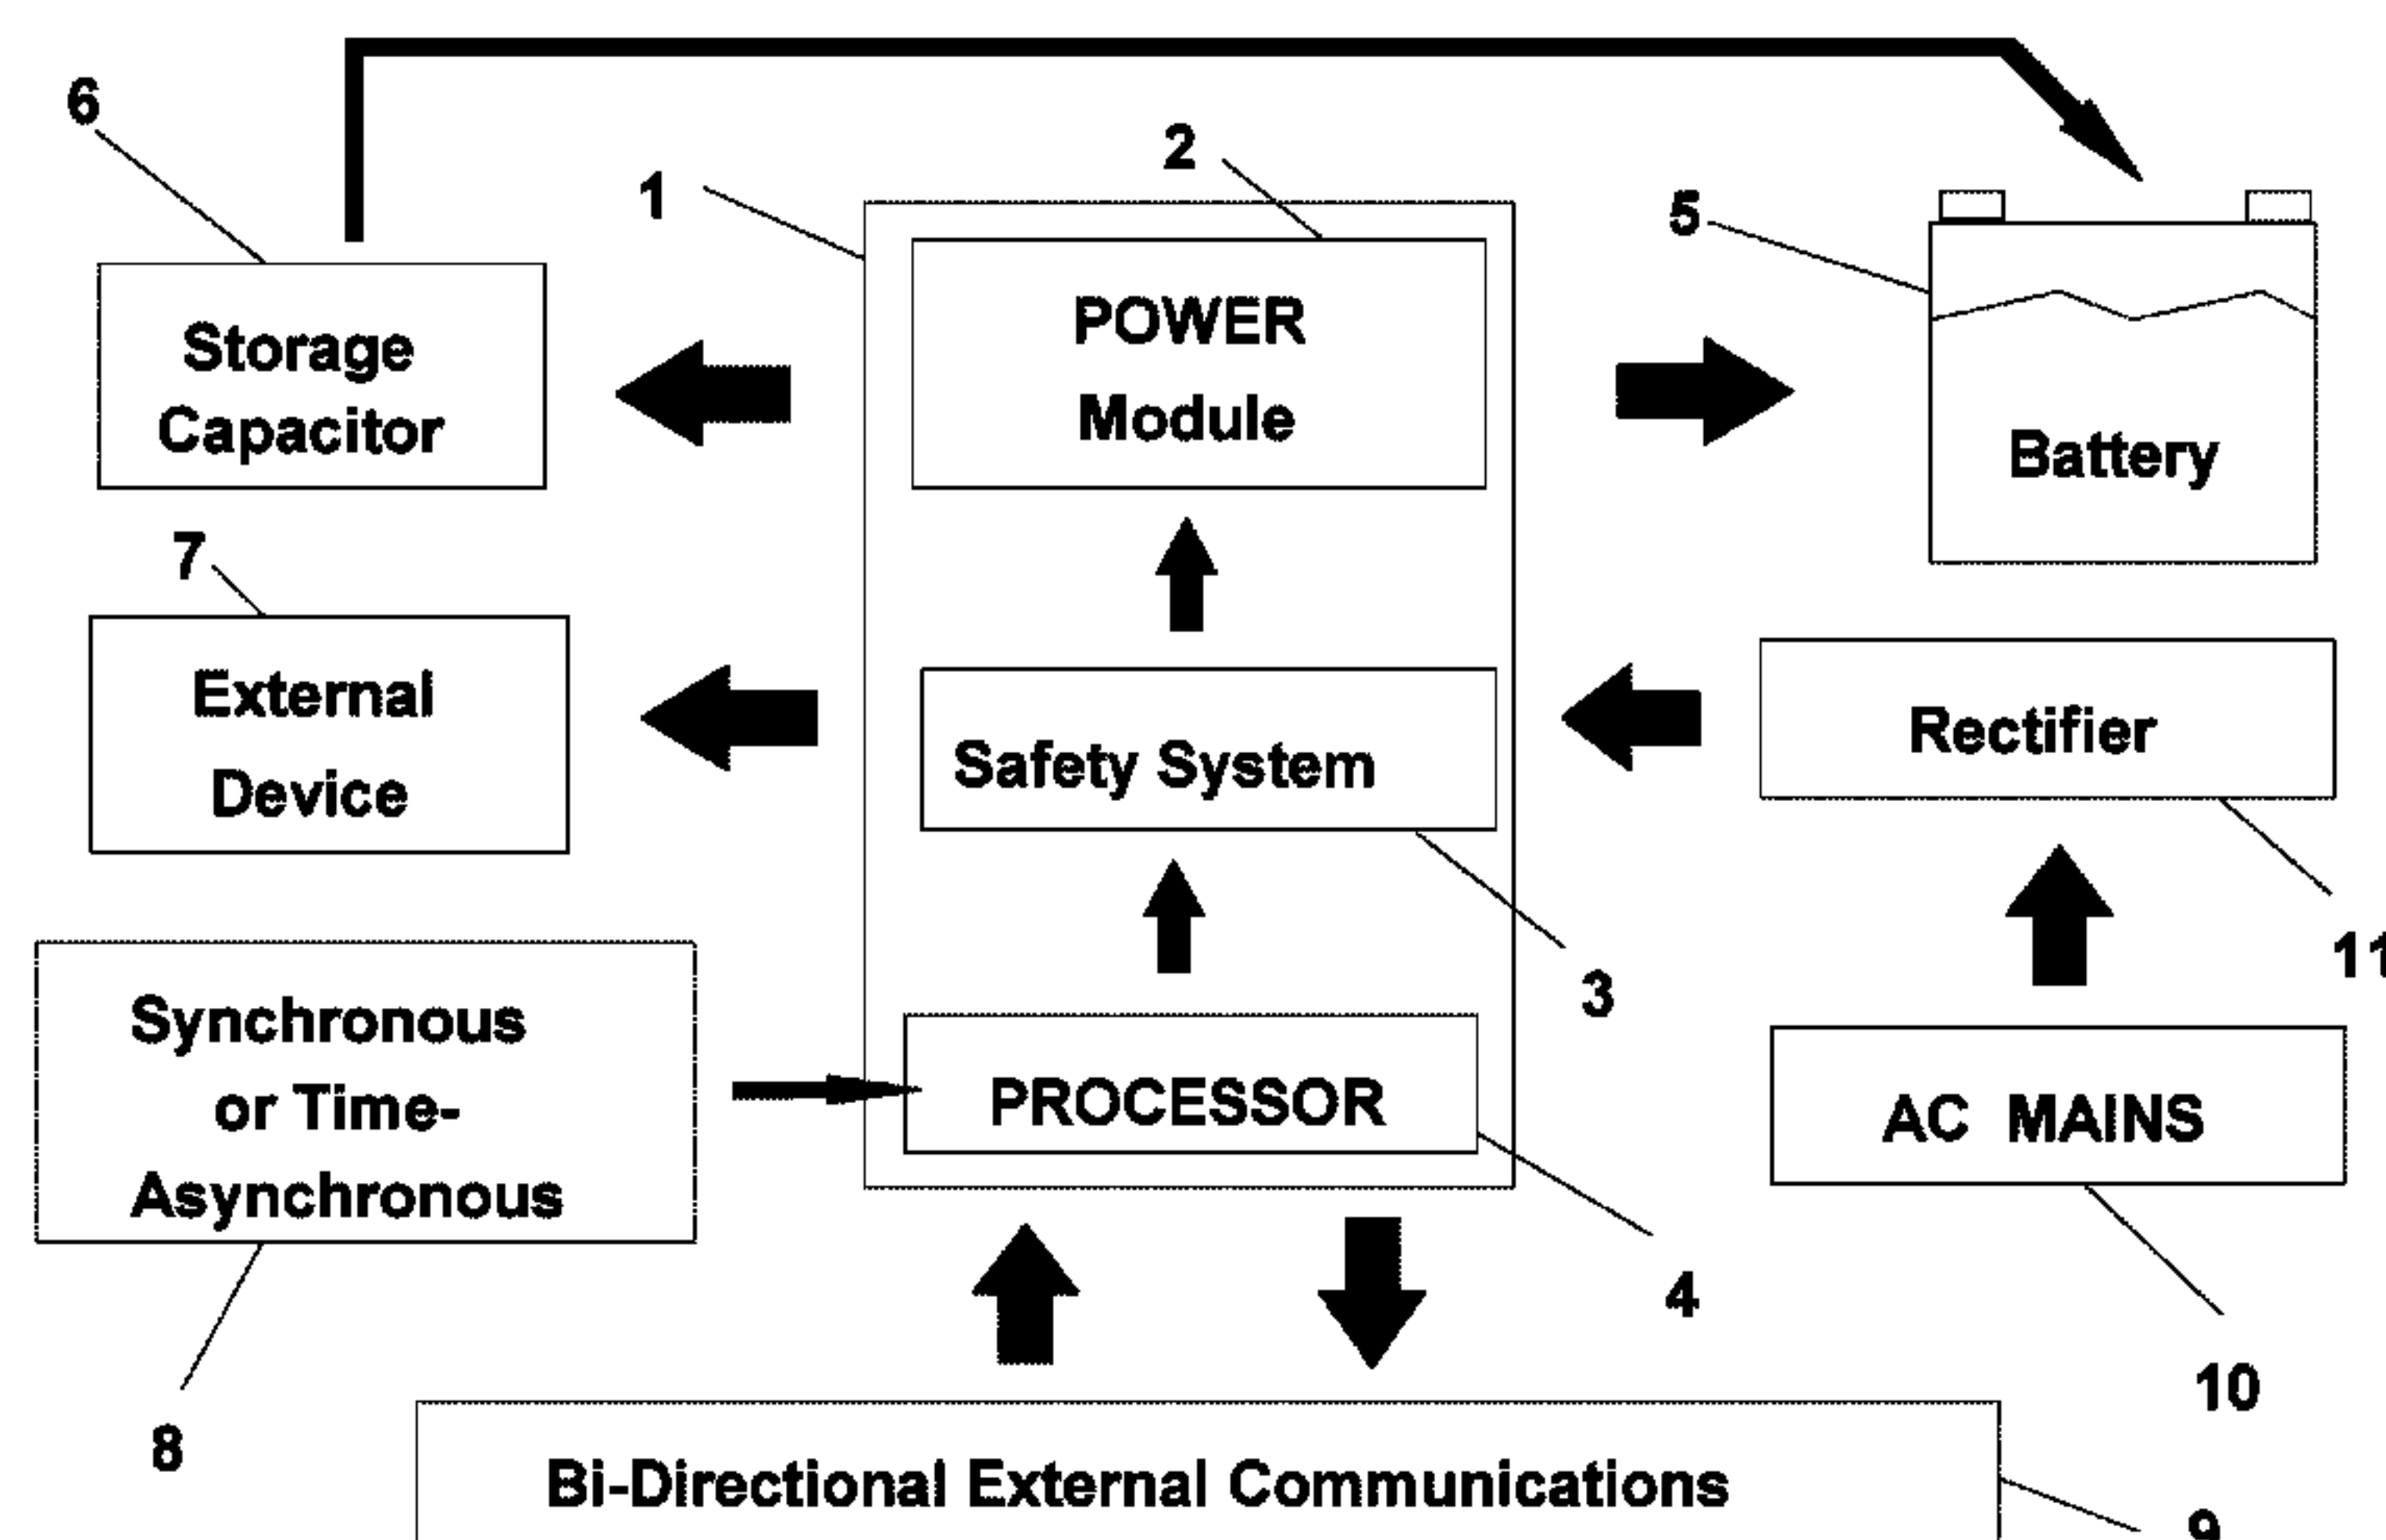 6
2
1
5
POWER
Module
Storage
Capacitor
Battery
7
External
Device
Safety System
Rectifier
11
3
Synchronous
or Time-
Asynchronous
PROCESSOR
AC MAINS
4
10
8
Bi-Directional External Communications
9